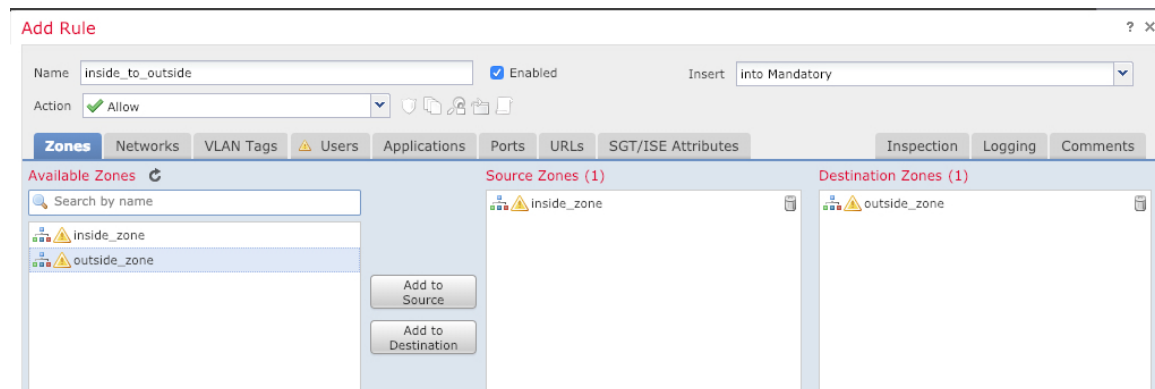 Add Rule
? ×
Name inside_to_outside Enabled Insert into Mandatory
Action Allow
Zones Networks VLAN Tags Users Applications Ports URLs SGT/ISE Attributes Inspection Logging Comments
Available Zones Source Zones (1) Destination Zones (1)
Search by name inside_zone outside_zone
inside_zone
outside_zone
Add to
Source
Add to
Destination